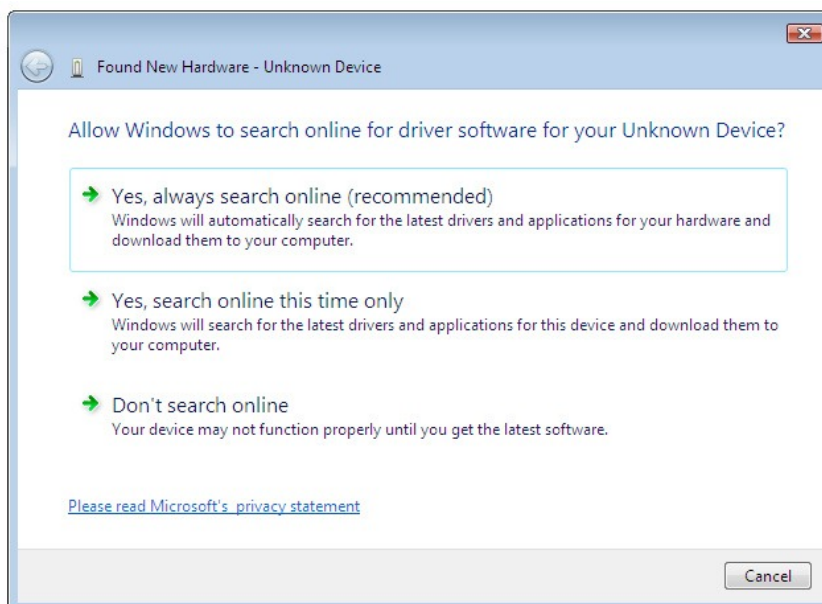 Found New Hardware - Unknown Device
Allow Windows to search online for driver software for your Unknown Device?
Yes, always search online (recommended)
Windows will automatically search for the latest drivers and applications for your hardware and
download them to your computer.
Yes, search online this time only
Windows will search for the latest drivers and applications for this device and download them to
your computer.
Don't search online
Your device may not function properly until you get the latest software.
Please read Microsoft's privacy statement
Cancel